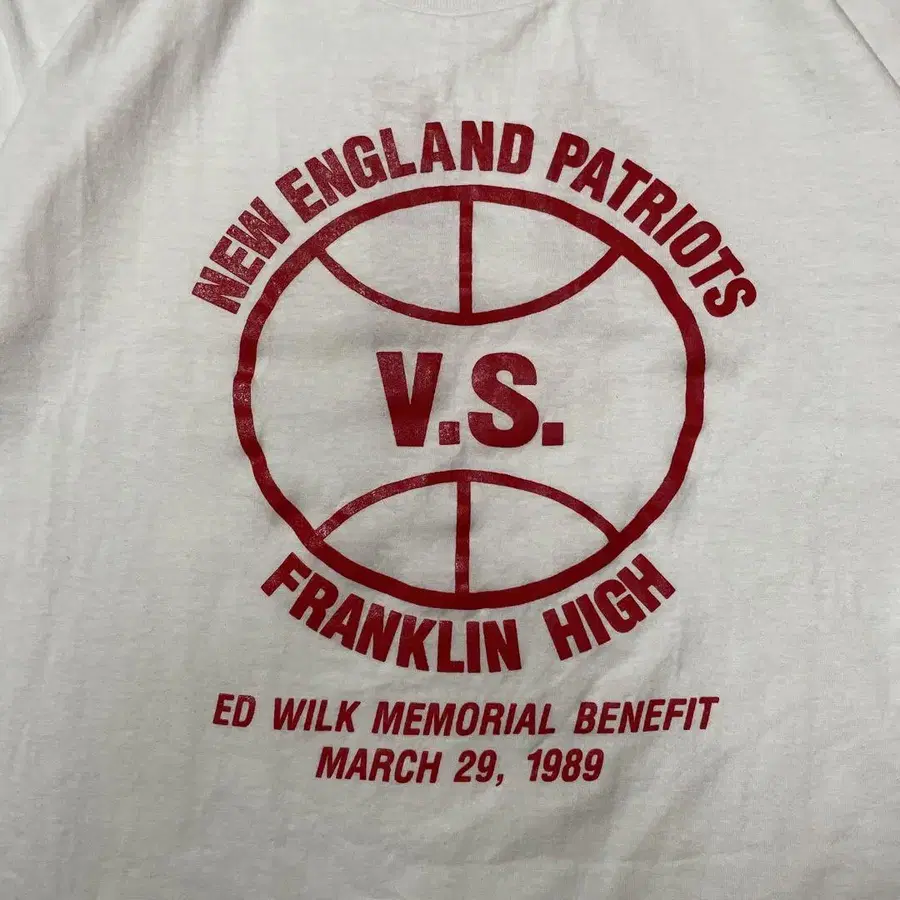 NEW ENGLAND PATRIOTS
V.S.
FRANKLIN HIGH
ED WILK MEMORIAL BENEFIT
MARCH 29, 1989